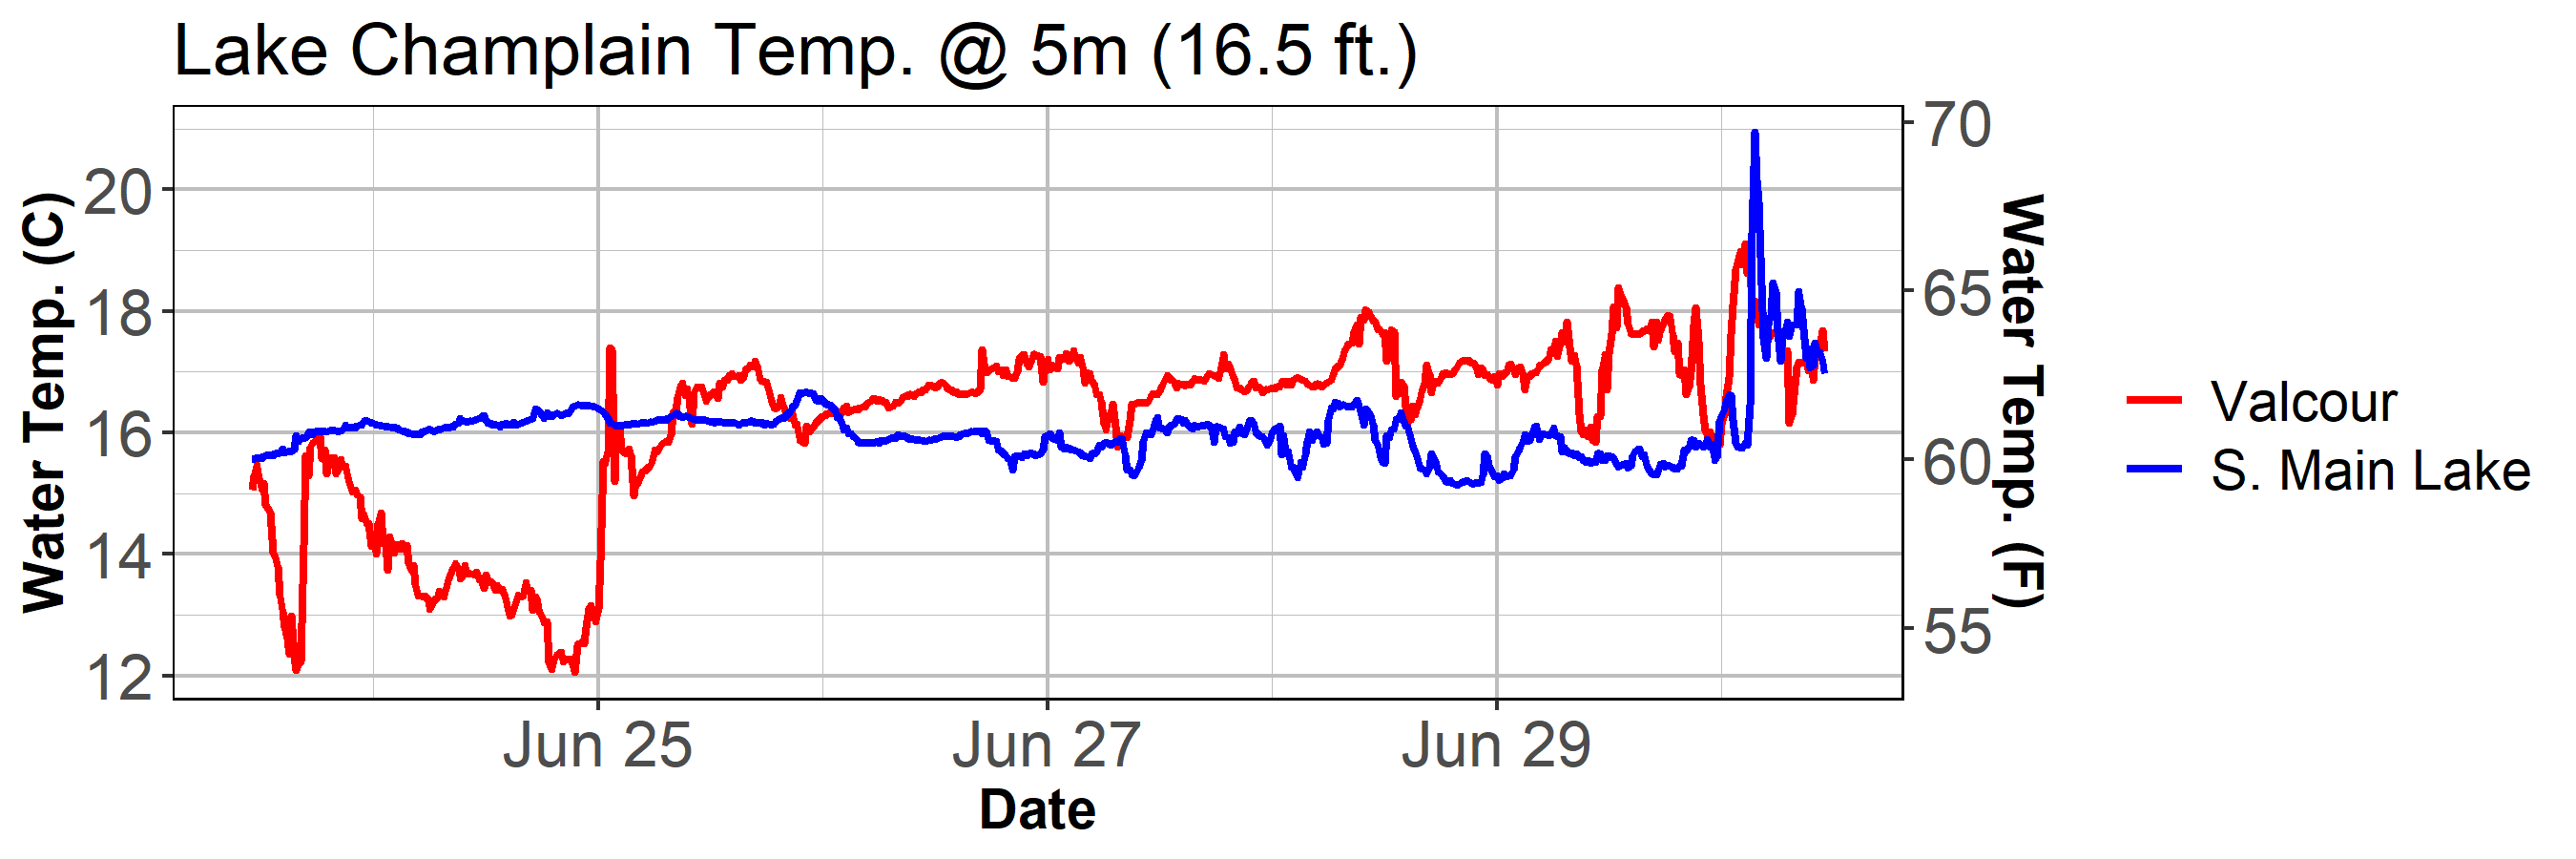 Lake Champlain Temp. @ 5m (16.5 ft.)
Water Temp. (C)
20
18
16
14
12
70
65
60
55
Water Temp. (F)
Jun 25
Jun 27
Jun 29
Date
Valcour
S. Main Lake